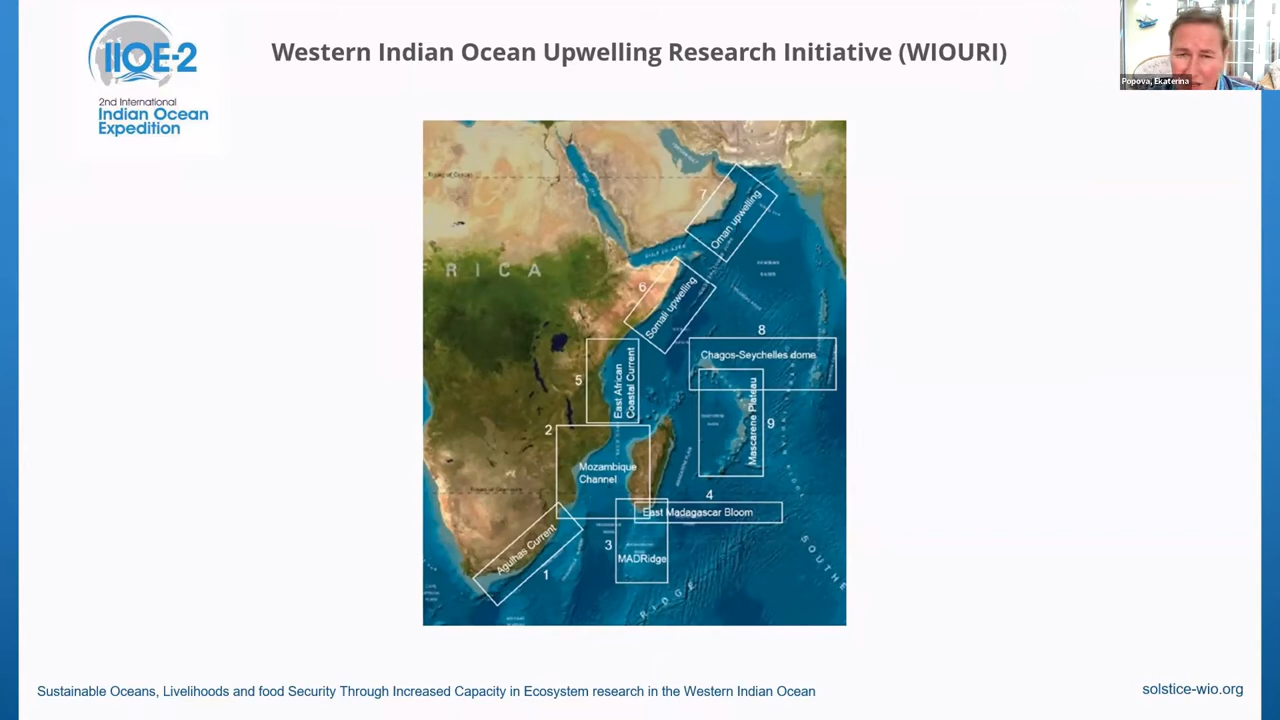 IIOE-2
2nd International
Indian Ocean
Expedition
Western Indian Ocean Upwelling Research Initiative (WIOURI)
Popova, Ekaterina
7
Oman upwelling
RICA
6
Somali upwelling
8
Chagos-Seychelles dome
5
East African
Coastal Current
Mascarene Plateau
9
2
Mozambique
Channel
4
East Madagascar Bloom
Agulhas Current
1
3
MADRidge
RIDGE
SOUTHE
Sustainable Oceans, Livelihoods and food Security Through Increased Capacity in Ecosystem research in the Western Indian Ocean
solstice-wio.org